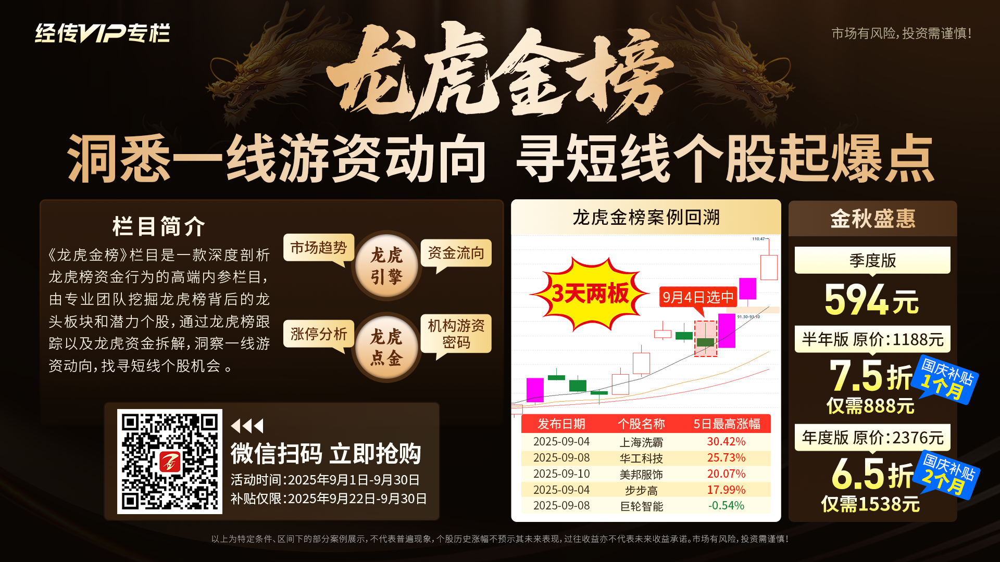 经传VIP专栏
市场有风险，投资需谨慎！
龙虎金榜
洞悉一线游资动向 寻短线个股起爆点
栏目简介
《龙虎金榜》栏目是一款深度剖析
龙虎榜资金行为的高端内参栏目，
由专业团队挖掘龙虎榜背后的龙
头板块和潜力个股，通过龙虎榜跟
踪以及龙虎资金拆解，洞察一线游
资动向，找寻短线个股机会 。
市场趋势
龙虎
引擎
资金流向
涨停分析
龙虎
点金
机构游资
密码
微信扫码 立即抢购
活动时间：2025年9月1日-9月30日
补贴仅限：2025年9月22日-9月30日
龙虎金榜案例回溯
110.47
3天两板
9月4日选中
91.30-93.10
发布日期 个股名称 5日最高涨幅
2025-09-04 上海洗霸 30.42%
2025-09-08 华工科技 25.73%
2025-09-10 美邦服饰 20.07%
2025-09-04 步步高 17.99%
2025-09-08 巨轮智能 -0.54%
金秋盛惠
季度版
594元
半年版 原价：1188元
7.5折
国庆补贴
1个月
仅需888元
年度版 原价：2376元
6.5折
国庆补贴
2个月
仅需1538元
以上为特定条件、区间下的部分案例展示，不代表普遍现象，个股历史涨幅不预示其未来表现，过往收益亦不代表未来收益承诺。市场有风险，投资需谨慎！